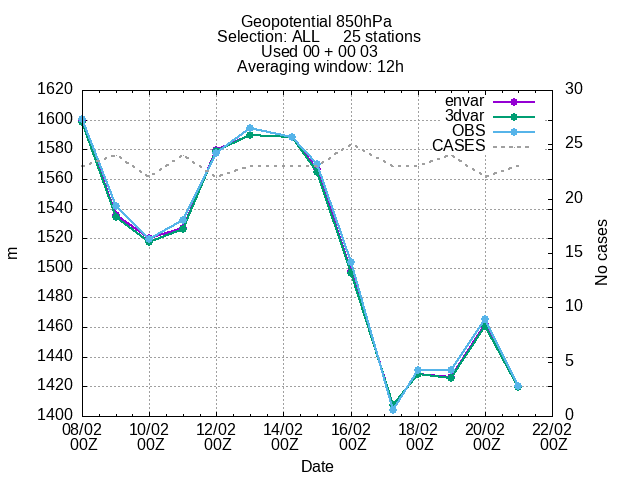 Geopotential 850hPa
Selection: ALL 25 stations
Used 00 + 00 03
Averaging window: 12h
1620
1600
1580
1560
1540
1520
1500
1480
1460
1440
1420
1400
m
30
25
20
15
10
5
0
No cases
envar
3dvar
OBS
CASES
08/02 10/02 12/02 14/02 16/02 18/02 20/02 22/02
00Z 00Z 00Z 00Z 00Z 00Z 00Z 00Z
Date